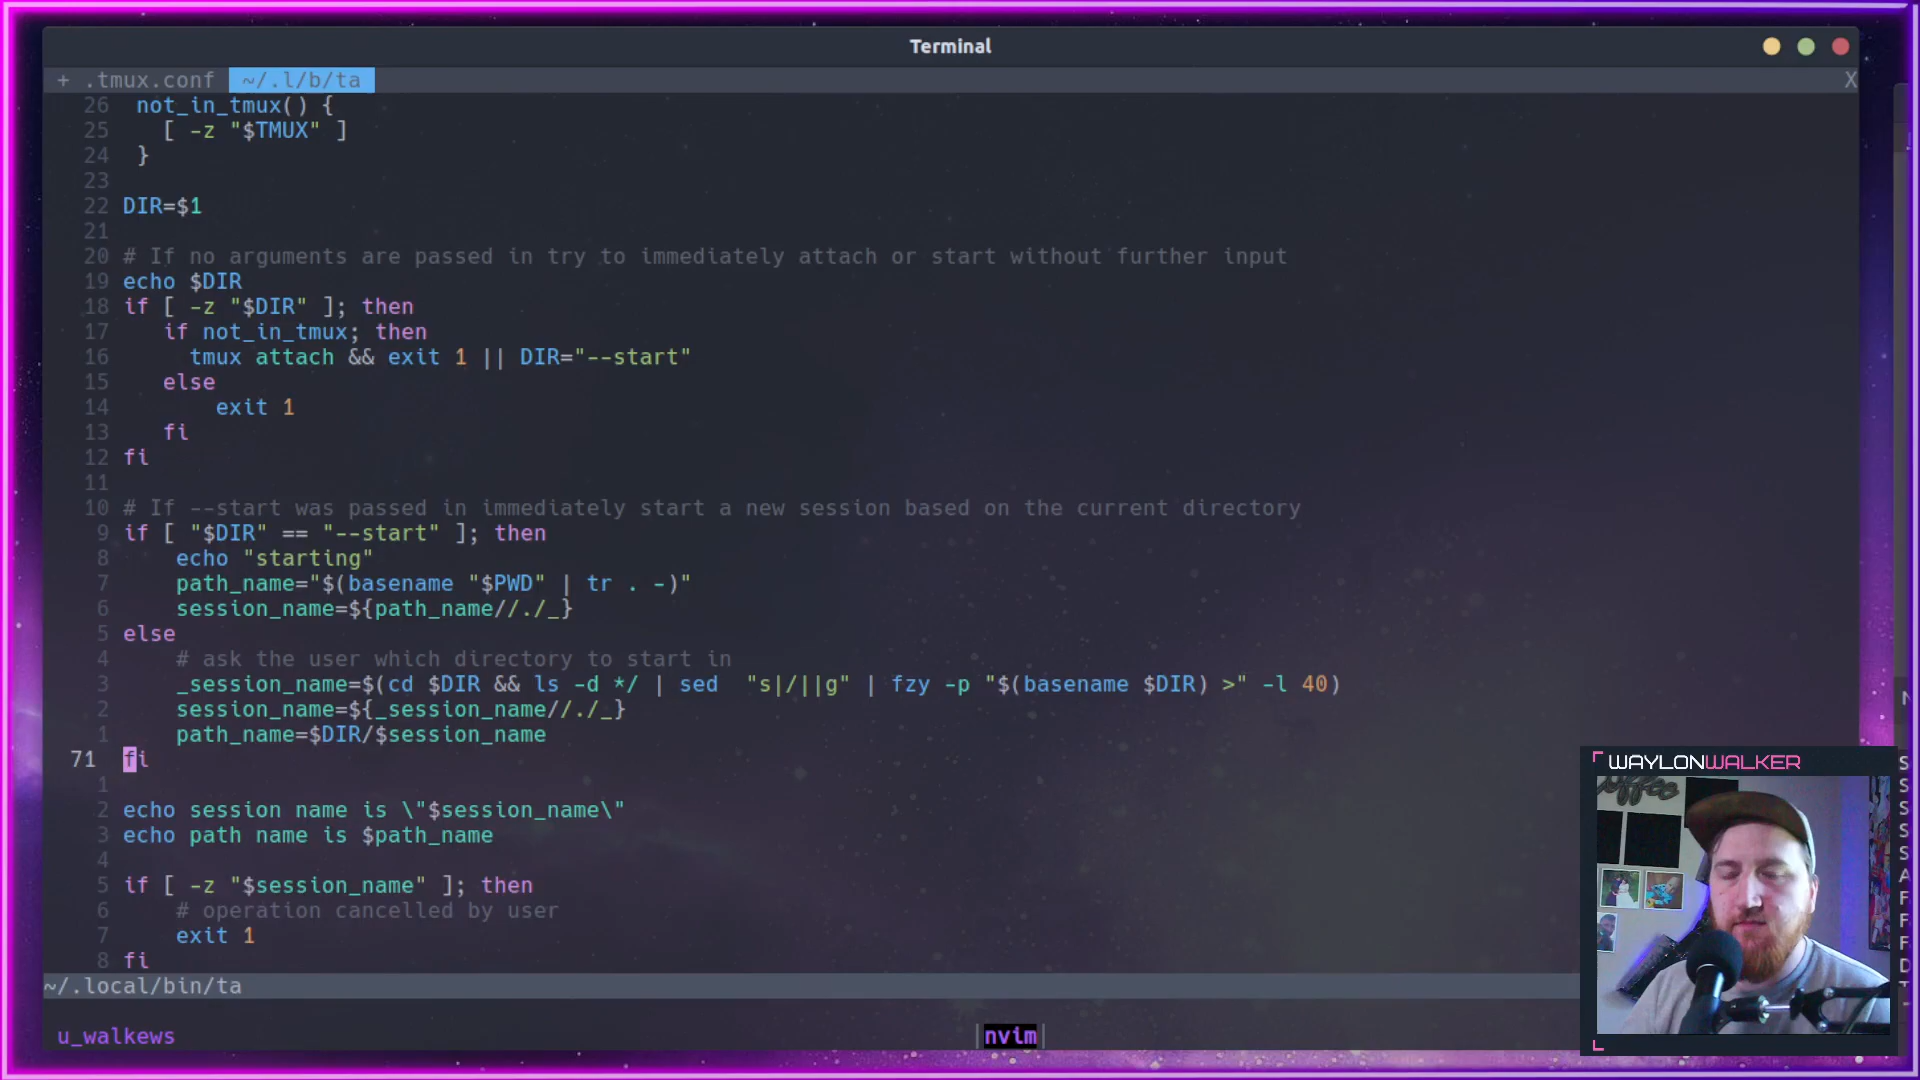 Terminal
+ .tmux.conf ~/.l/b/ta X
26 not_in_tmux() {
25 [ -z "$TMUX" ]
24 }
23
22 DIR=$1
21
20 # If no arguments are passed in try to immediately attach or start without further input
19 echo $DIR
18 if [ -z "$DIR" ]; then
17 if not_in_tmux; then
16 tmux attach && exit 1 || DIR="--start"
15 else
14 exit 1
13 fi
12 fi
11
10 # If --start was passed in immediately start a new session based on the current directory
9 if [ "$DIR" == "--start" ]; then
8 echo "starting"
7 path_name="$(basename "$PWD" | tr . -)"
6 session_name=${path_name//./_}
5 else
4 # ask the user which directory to start in
3 _session_name=$(cd $DIR && ls -d */ | sed  "s|/||g" | fzy -p "$(basename $DIR) >" -l 40)
2 session_name=${_session_name//./_}
1 path_name=$DIR/$session_name
71 fi
1
2 echo session name is \"$session_name\"
3 echo path name is $path_name
4
5 if [ -z "$session_name" ]; then
6 # operation cancelled by user
7 exit 1
8 fi
~/.local/bin/ta
u_walkews |nvim|
WAYLONWALKER